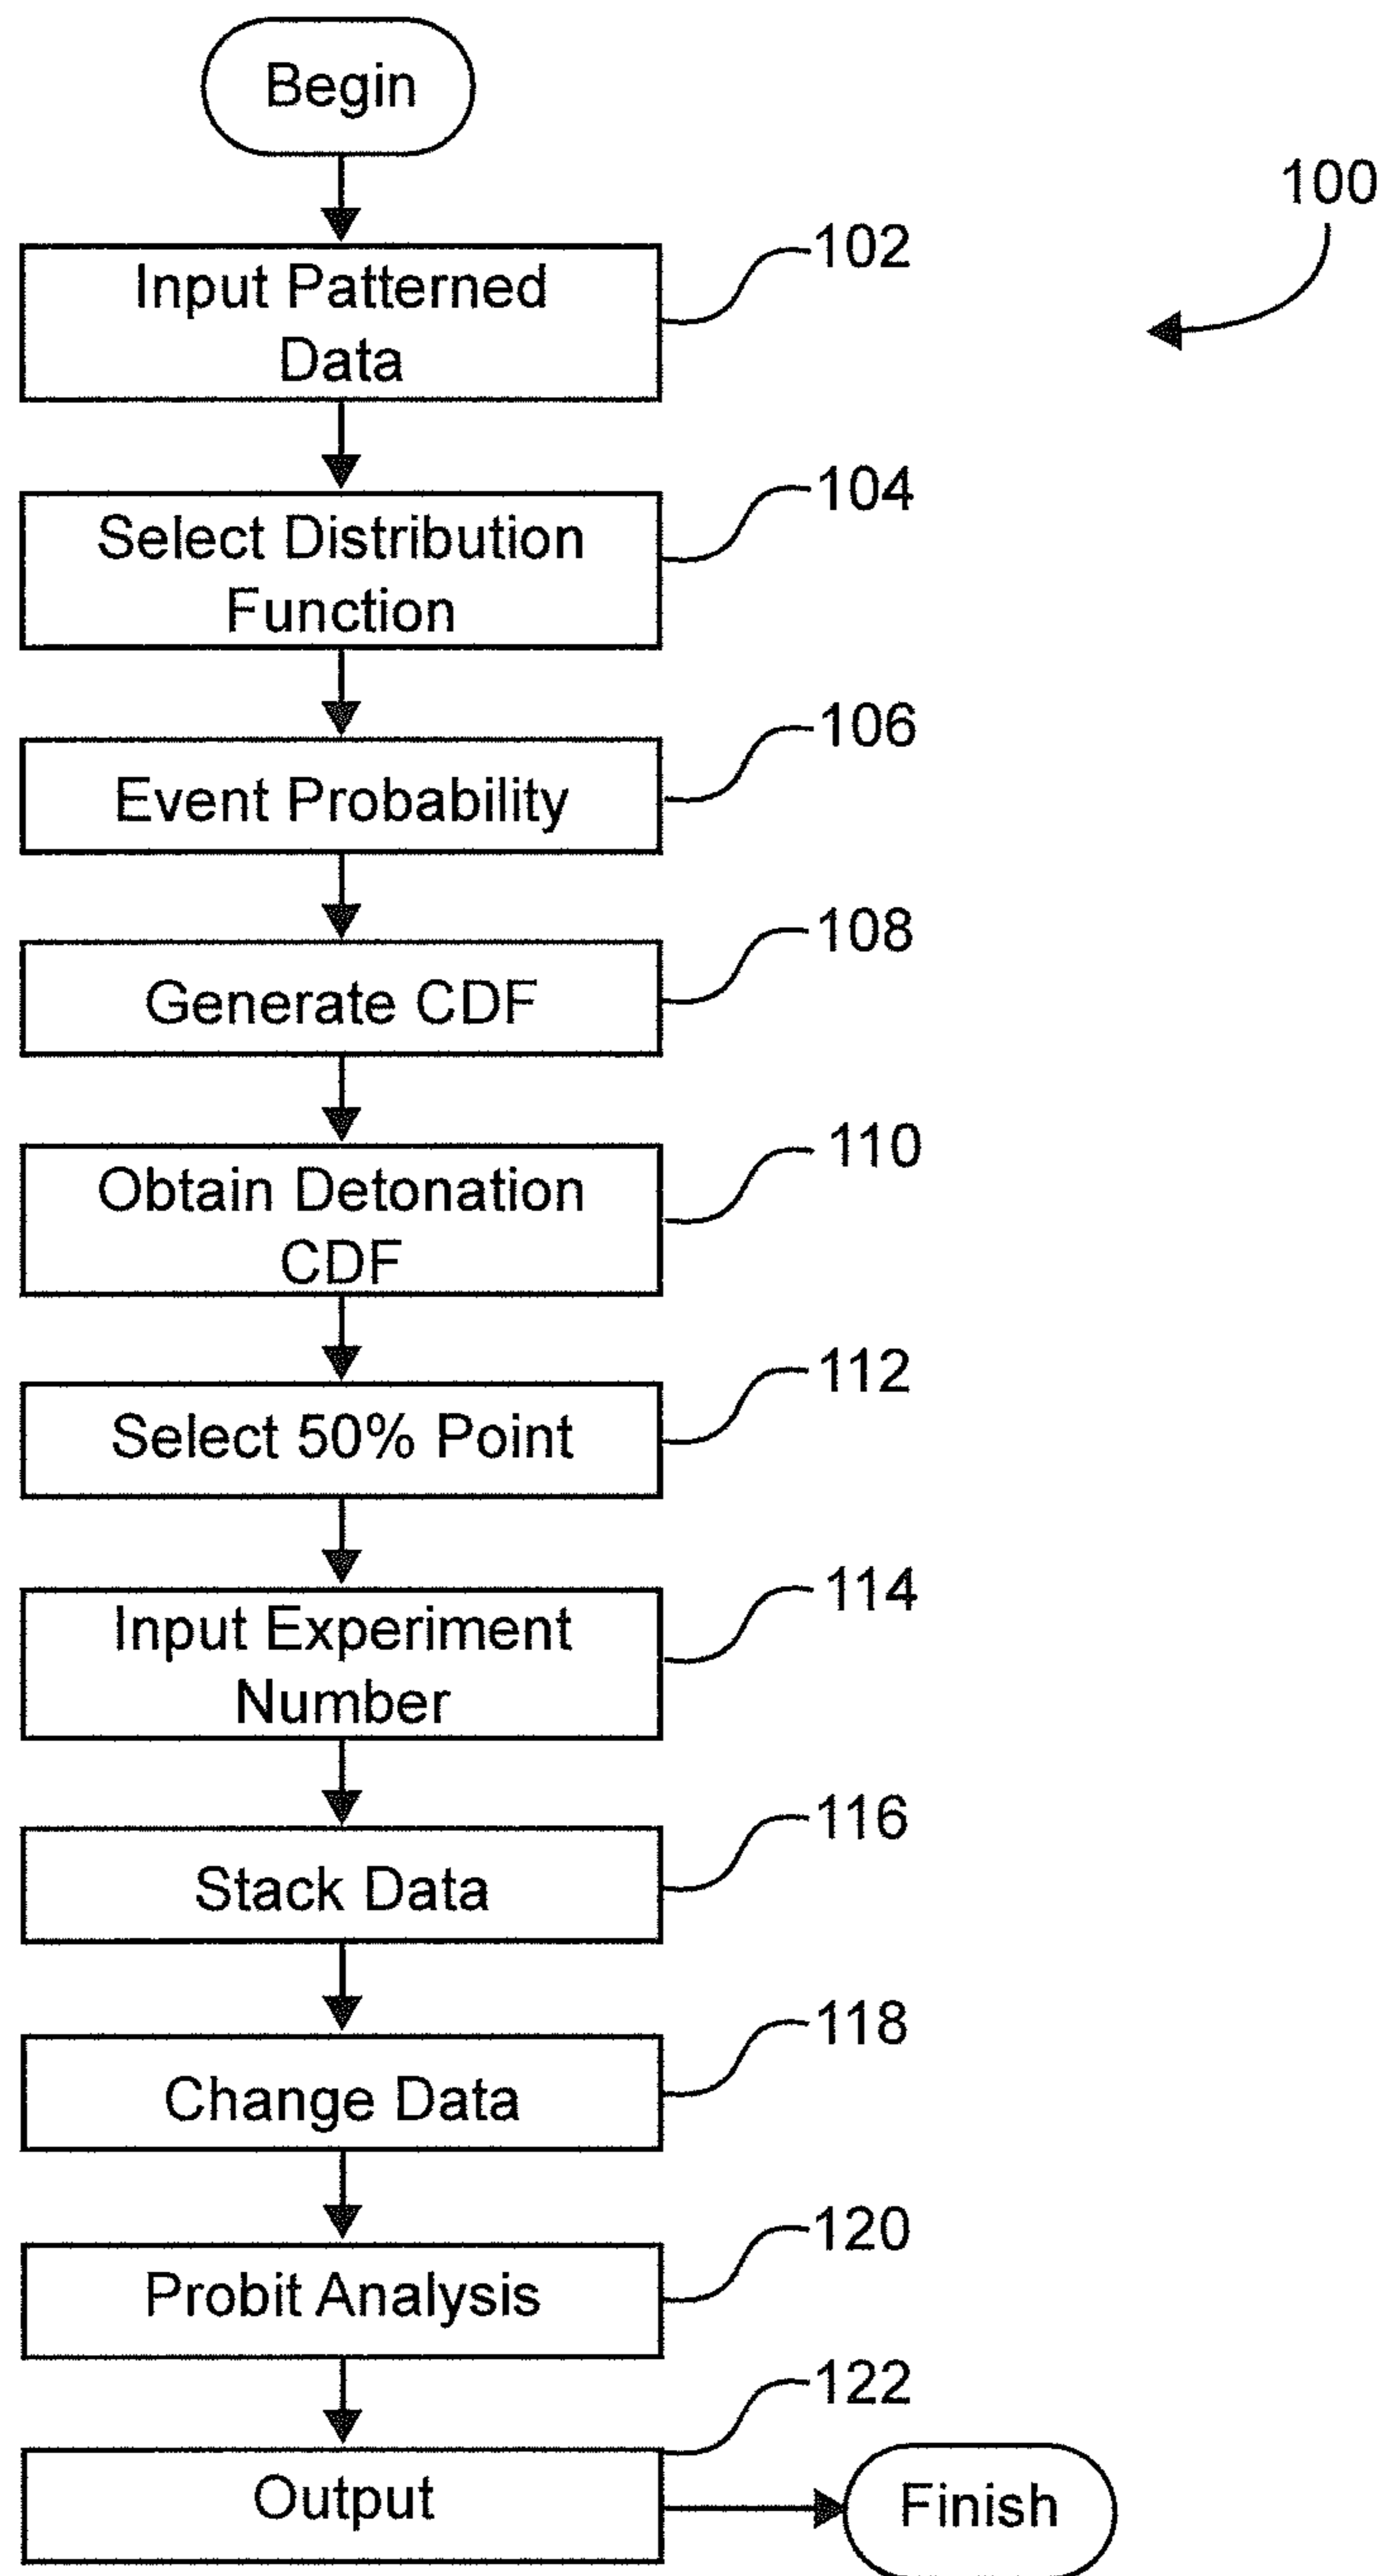 Begin
100
102
Input Patterned
Data
104
Select Distribution
Function
106
Event Probability
108
Generate CDF
110
Obtain Detonation
CDF
112
Select 50% Point
114
Input Experiment
Number
116
Stack Data
118
Change Data
120
Probit Analysis
122
Output
Finish